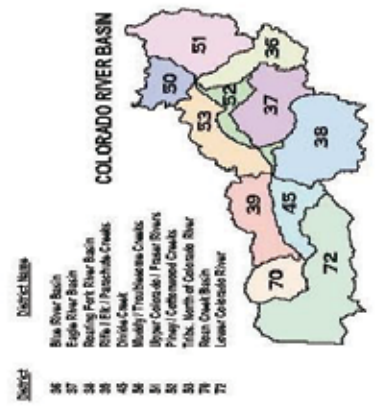 COLORADO RIVER BASIN
District District Name
36 Blue River Basin
37 Eagle River Basin
38 Roaring Fork River Basin
39 Rifle / Elk / Parachute Creeks
45 Divide Creek
50 Muddy / Troublesome Creeks
51 Upper Colorado / Fraser Rivers
52 Piney / Cottonwood Creeks
53 Tribs. North of Colorado River
70 Roan Creek Basin
72 Lower Colorado River
51
36
50
52
37
53
38
39
45
70
72